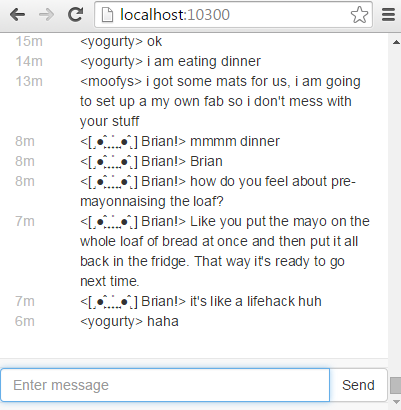 localhost:10300
15m <yogurty> ok
14m <yogurty> i am eating dinner
13m <moofys> i got some mats for us, i am going
to set up a my own fab so i don't mess with
your stuff
8m Brian!> mmmm dinner
8m Brian!> Brian
8m Brian!> how do you feel about pre-
mayonnaising the loaf?
7m Brian!> Like you put the mayo on the
whole loaf of bread at once and then put it all
back in the fridge. That way it's ready to go
next time.
7m Brian!> it's like a lifehack huh
6m <yogurty> haha
Enter message Send